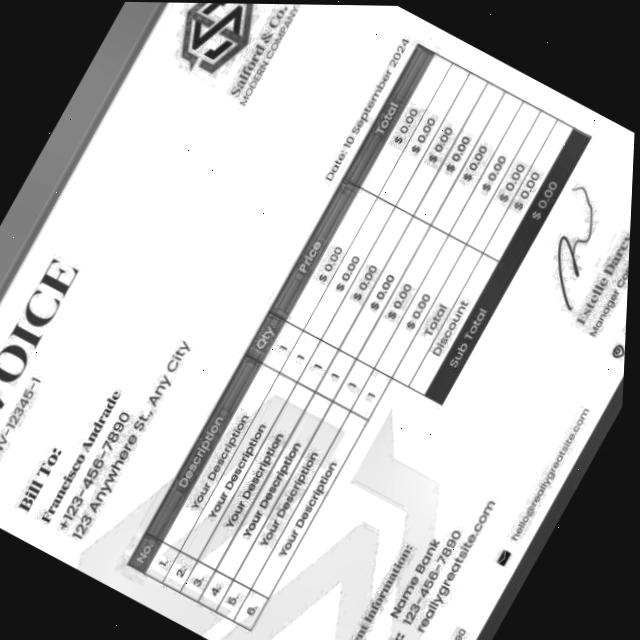 Salford & Co.
MODERN COMPANY
OICE
-12345-1
Date: 10 September 2024
Bill To:
Francisco Andrade
+123-456-7890
123 Anywhere St., Any City
No. Description Qty Price Total
1. Your Description 1 $ 0.00 $ 0.00
2. Your Description 1 $ 0.00 $ 0.00
3. Your Description 1 $ 0.00 $ 0.00
4. Your Description 1 $ 0.00 $ 0.00
5. Your Description 1 $ 0.00 $ 0.00
6. Your Description 1 $ 0.00 $ 0.00
Total $ 0.00
Discount $ 0.00
Sub Total $ 0.00
Information:
Name Bank
123-456-7890
reallygreatsite.com
Estelle Darcy
Manager
hello@reallygreatsite.com